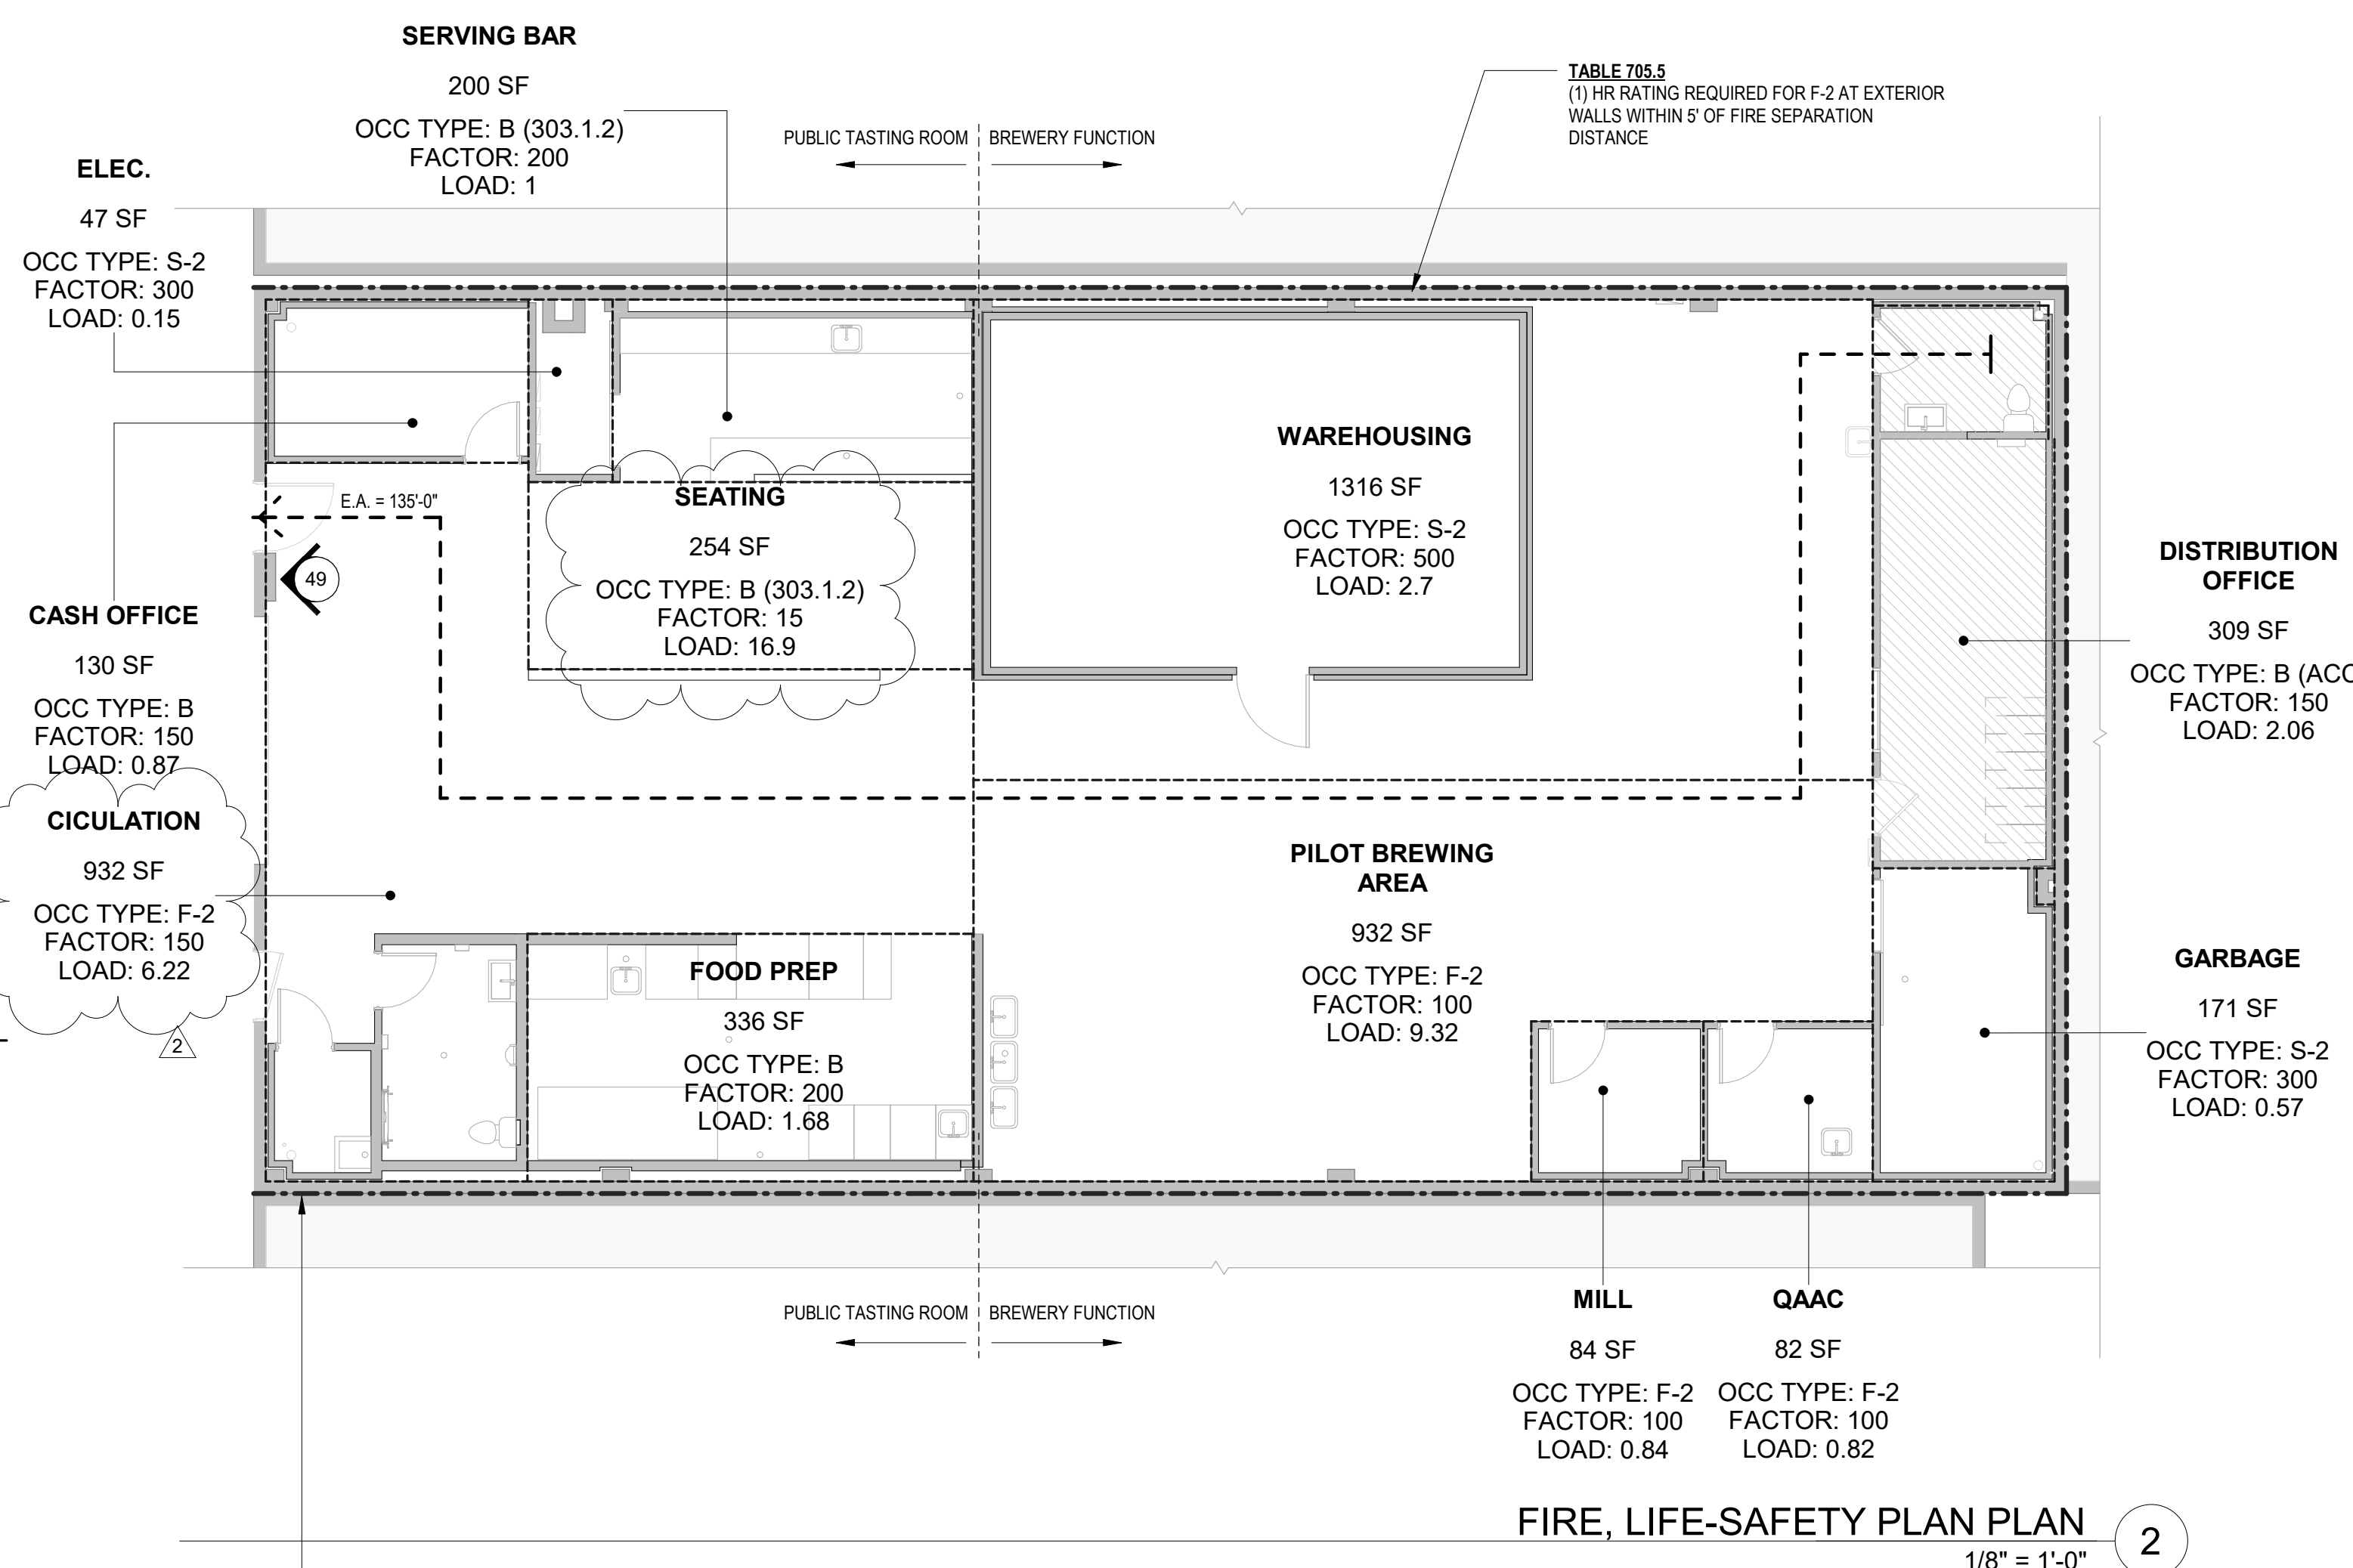 SERVING BAR
200 SF
OCC TYPE: B (303.1.2)
FACTOR: 200
LOAD: 1
TABLE 705.5
(1) HR RATING REQUIRED FOR F-2 AT EXTERIOR
WALLS WITHIN 5' OF FIRE SEPARATION
DISTANCE
PUBLIC TASTING ROOM
BREWERY FUNCTION
ELEC.
47 SF
OCC TYPE: S-2
FACTOR: 300
LOAD: 0.15
E.A. = 135'-0"
49
SEATING
254 SF
OCC TYPE: B (303.1.2)
FACTOR: 15
LOAD: 16.9
WAREHOUSING
1316 SF
OCC TYPE: S-2
FACTOR: 500
LOAD: 2.7
DISTRIBUTION
OFFICE
309 SF
OCC TYPE: B (ACC
FACTOR: 150
LOAD: 2.06
CASH OFFICE
130 SF
OCC TYPE: B
FACTOR: 150
LOAD: 0.87
CICULATION
932 SF
OCC TYPE: F-2
FACTOR: 150
LOAD: 6.22
2
PILOT BREWING
AREA
932 SF
OCC TYPE: F-2
FACTOR: 100
LOAD: 9.32
FOOD PREP
336 SF
OCC TYPE: B
FACTOR: 200
LOAD: 1.68
GARBAGE
171 SF
OCC TYPE: S-2
FACTOR: 300
LOAD: 0.57
PUBLIC TASTING ROOM
BREWERY FUNCTION
MILL
84 SF
OCC TYPE: F-2
FACTOR: 100
LOAD: 0.84
QAAC
82 SF
OCC TYPE: F-2
FACTOR: 100
LOAD: 0.82
FIRE, LIFE-SAFETY PLAN PLAN
2
1/8" = 1'-0"